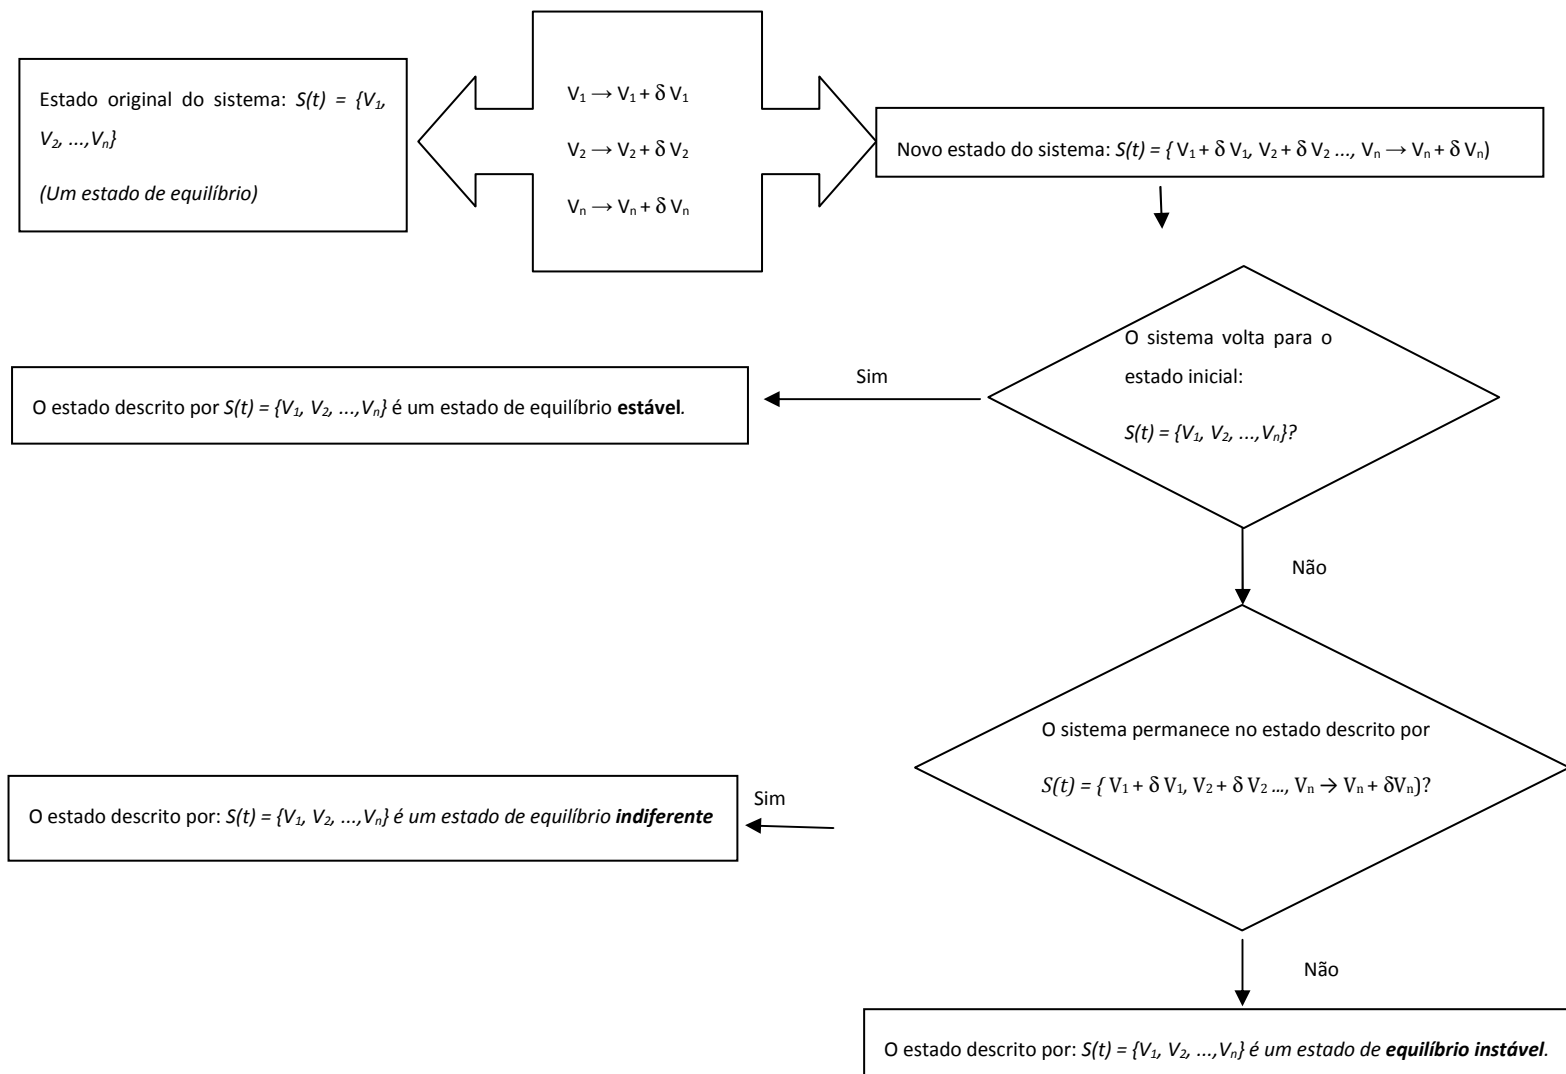 Estado original do sistema: S(t) = {V₁,
V₂, ...,Vₙ}
(Um estado de equilíbrio)
V₁ → V₁ + δ V₁
V₂ → V₂ + δ V₂
Vₙ → Vₙ + δ Vₙ
Novo estado do sistema: S(t) = { V₁ + δ V₁, V₂ + δ V₂ ..., Vₙ → Vₙ + δ Vₙ)
O sistema volta para o
estado inicial:
S(t) = {V₁, V₂, ...,Vₙ}?
Sim
O estado descrito por S(t) = {V₁, V₂, ...,Vₙ} é um estado de equilíbrio estável.
Não
O sistema permanece no estado descrito por
S(t) = { V₁ + δ V₁, V₂ + δ V₂ ..., Vₙ → Vₙ + δVₙ)?
Sim
O estado descrito por: S(t) = {V₁, V₂, ...,Vₙ} é um estado de equilíbrio indiferente
Não
O estado descrito por: S(t) = {V₁, V₂, ...,Vₙ} é um estado de equilíbrio instável.